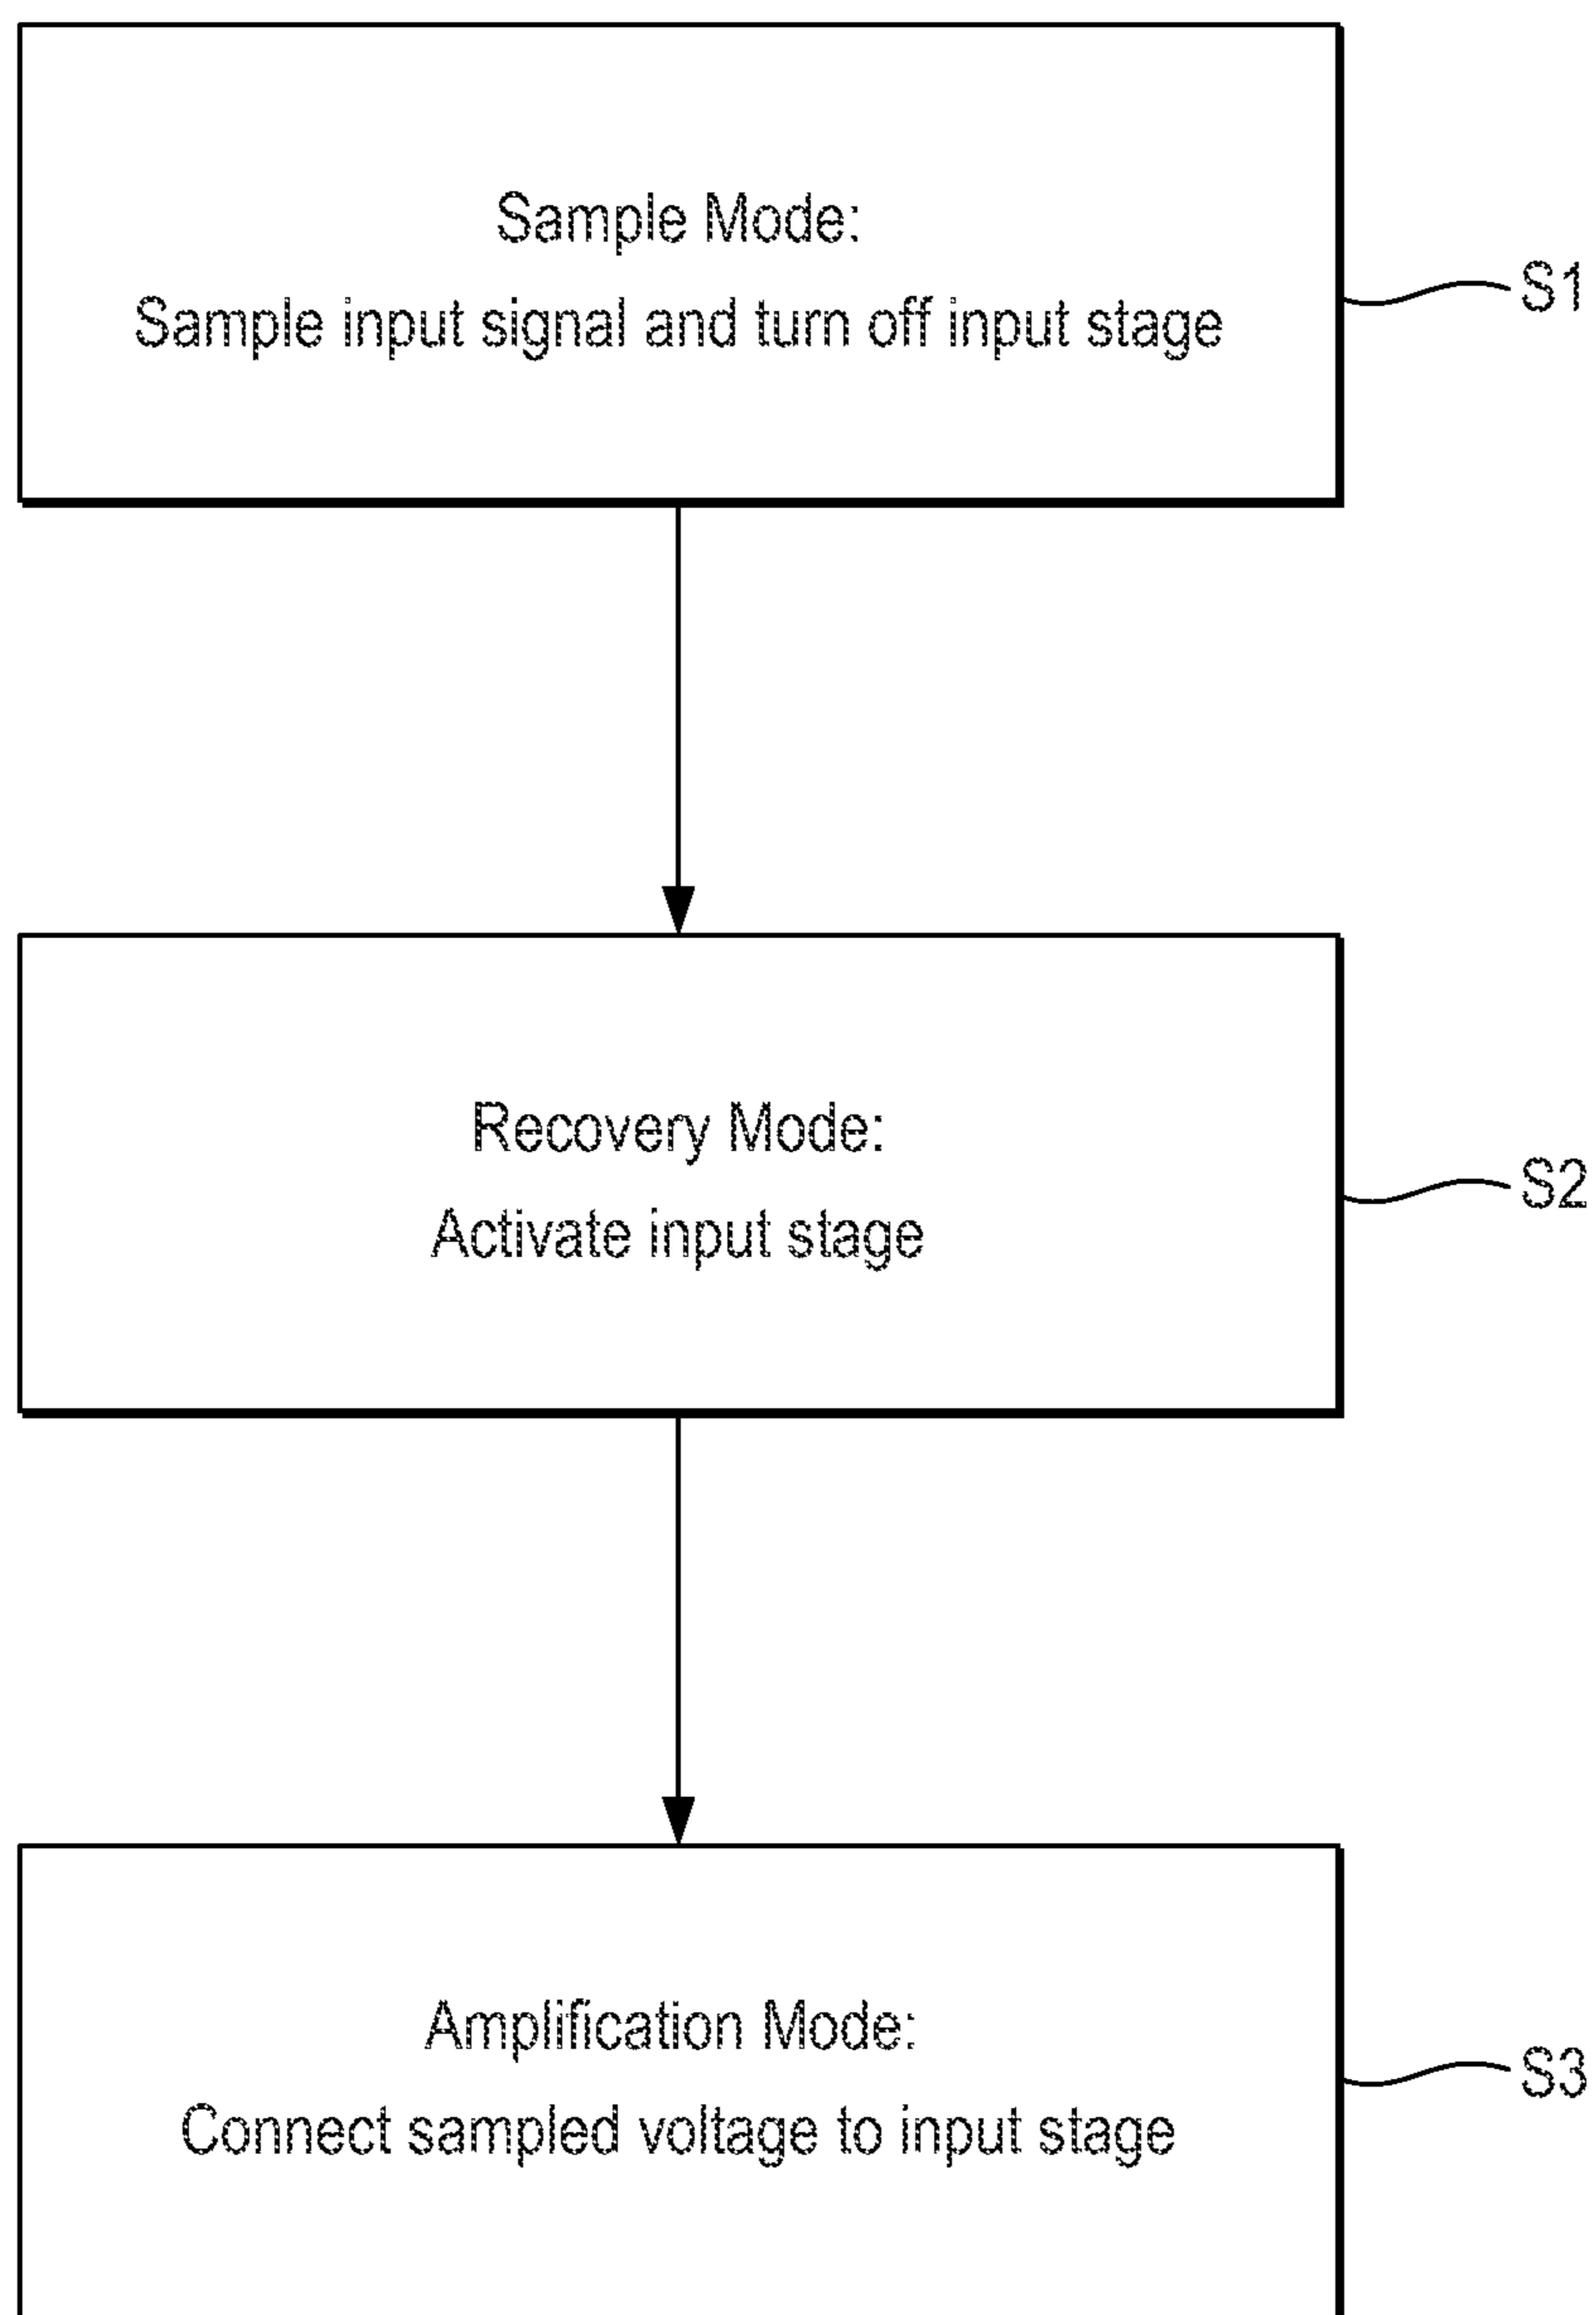 Sample Mode:
Sample input signal and turn off input stage
S1
Recovery Mode:
Activate input stage
S2
Amplification Mode:
Connect sampled voltage to input stage
S3